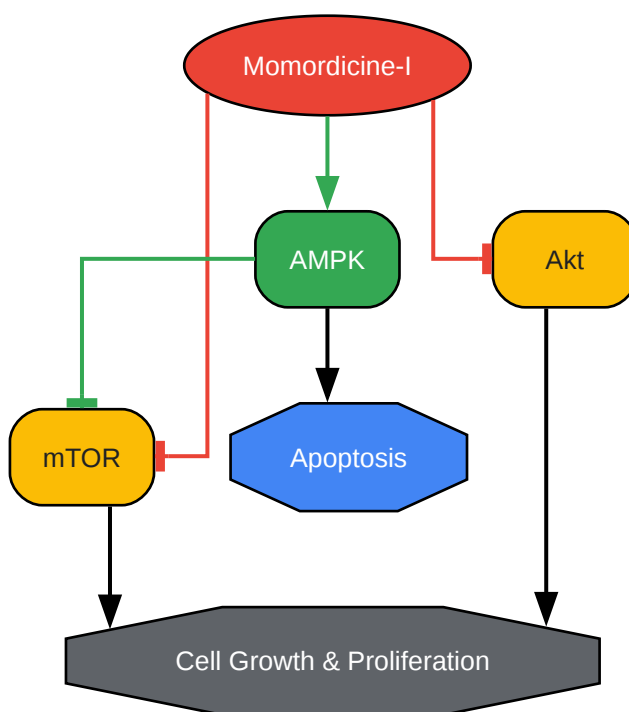 Momordicine-I
AMPK
Akt
mTOR
Apoptosis
Cell Growth & Proliferation